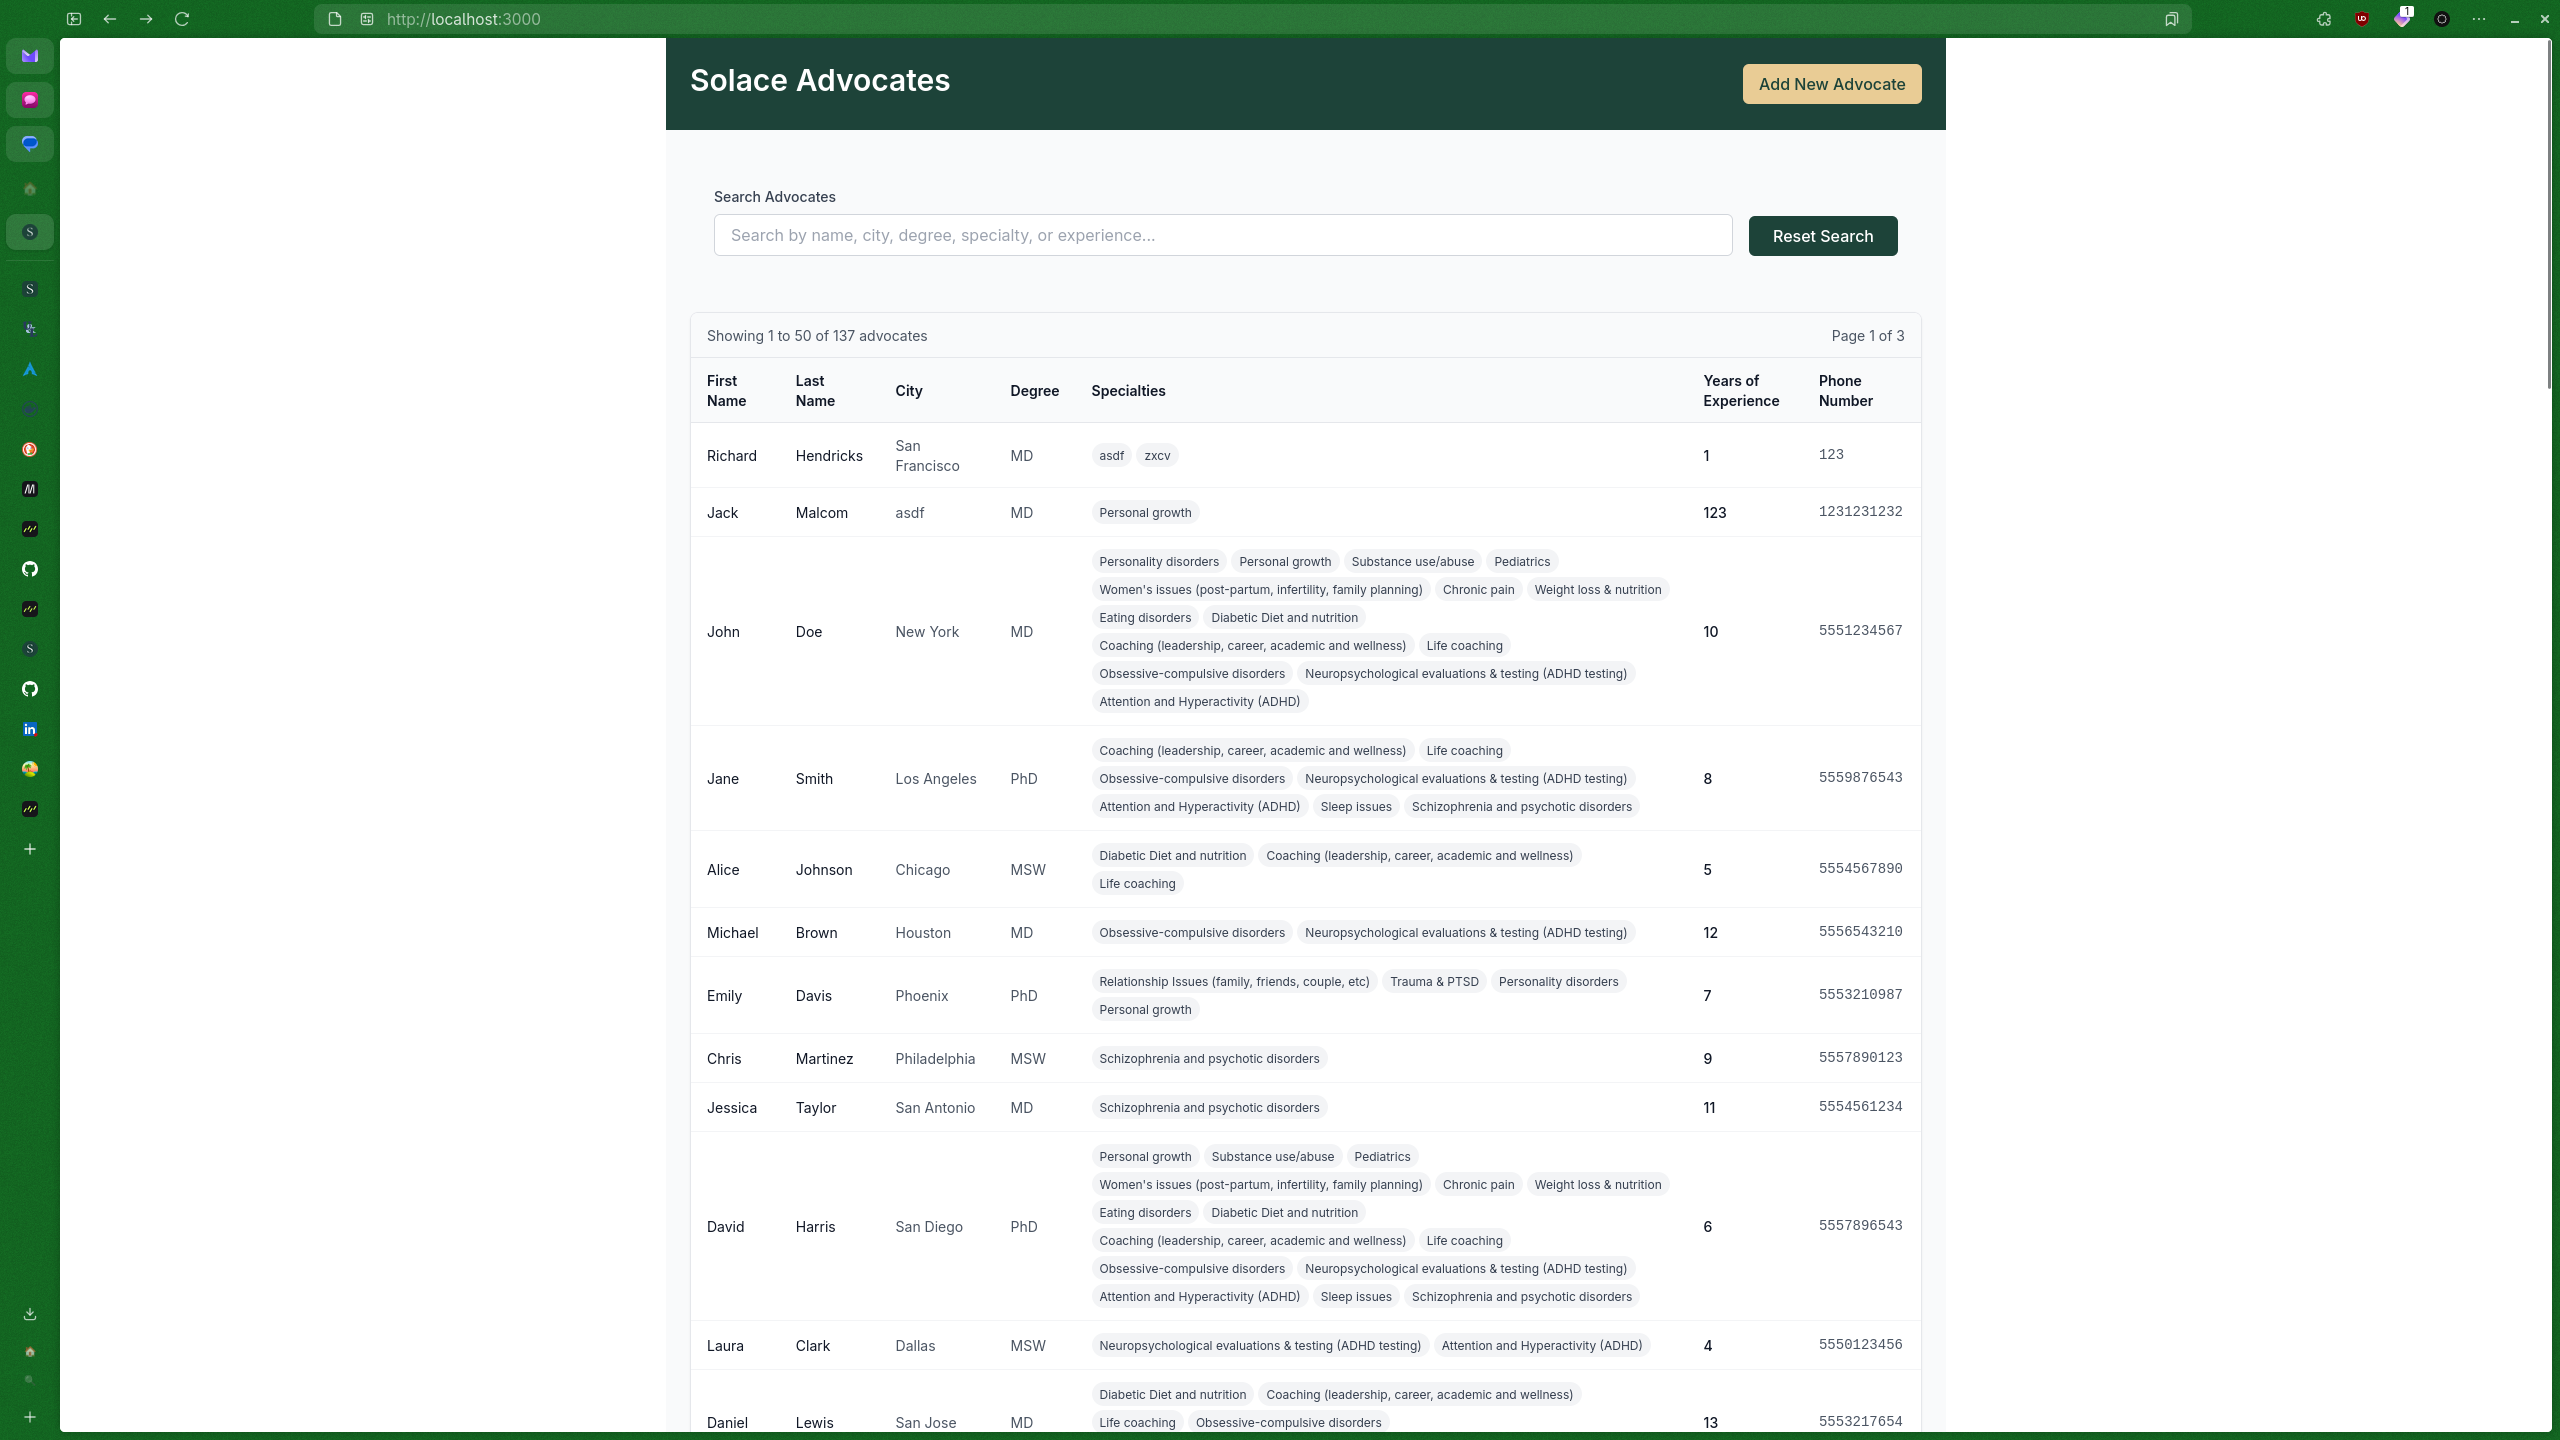 http://localhost:3000
1
Solace Advocates
Add New Advocate
Search Advocates
Search by name, city, degree, specialty, or experience...
Reset Search
Showing 1 to 50 of 137 advocates Page 1 of 3
First Name Last Name City Degree Specialties Years of Experience Phone Number
Richard Hendricks San Francisco MD asdf zxcv 1 123
Jack Malcom asdf MD Personal growth 123 1231231232
Personality disorders Personal growth Substance use/abuse Pediatrics
Women's issues (post-partum, infertility, family planning) Chronic pain Weight loss & nutrition
Eating disorders Diabetic Diet and nutrition
John Doe New York MD 10 5551234567
Coaching (leadership, career, academic and wellness) Life coaching
Obsessive-compulsive disorders Neuropsychological evaluations & testing (ADHD testing)
Attention and Hyperactivity (ADHD)
Coaching (leadership, career, academic and wellness) Life coaching
Jane Smith Los Angeles PhD Obsessive-compulsive disorders Neuropsychological evaluations & testing (ADHD testing) 8 5559876543
Attention and Hyperactivity (ADHD) Sleep issues Schizophrenia and psychotic disorders
Diabetic Diet and nutrition Coaching (leadership, career, academic and wellness)
Alice Johnson Chicago MSW 5 5554567890
Life coaching
Michael Brown Houston MD Obsessive-compulsive disorders Neuropsychological evaluations & testing (ADHD testing) 12 5556543210
Relationship Issues (family, friends, couple, etc) Trauma & PTSD Personality disorders
Emily Davis Phoenix PhD 7 5553210987
Personal growth
Chris Martinez Philadelphia MSW Schizophrenia and psychotic disorders 9 5557890123
Jessica Taylor San Antonio MD Schizophrenia and psychotic disorders 11 5554561234
Personal growth Substance use/abuse Pediatrics
Women's issues (post-partum, infertility, family planning) Chronic pain Weight loss & nutrition
Eating disorders Diabetic Diet and nutrition
David Harris San Diego PhD 6 5557896543
Coaching (leadership, career, academic and wellness) Life coaching
Obsessive-compulsive disorders Neuropsychological evaluations & testing (ADHD testing)
Attention and Hyperactivity (ADHD) Sleep issues Schizophrenia and psychotic disorders
Laura Clark Dallas MSW Neuropsychological evaluations & testing (ADHD testing) Attention and Hyperactivity (ADHD) 4 5550123456
Diabetic Diet and nutrition Coaching (leadership, career, academic and wellness)
Daniel Lewis San Jose MD Life coaching Obsessive-compulsive disorders 13 5553217654